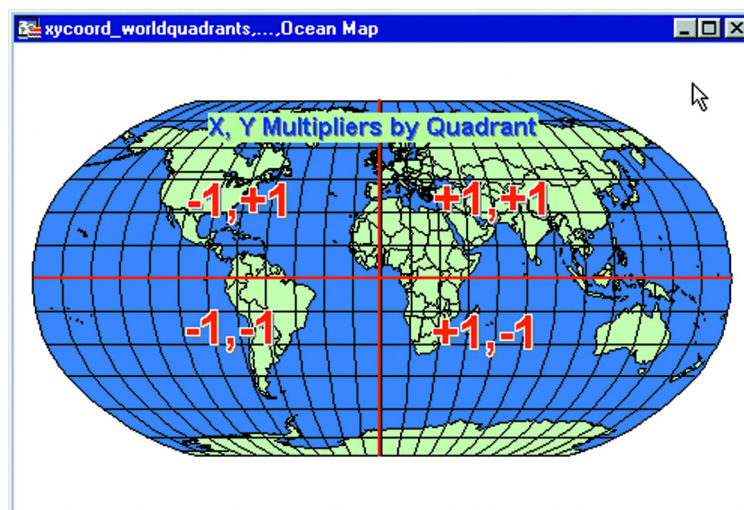 xycoord_worldquadrants,...,Ocean Map
X, Y Multipliers by Quadrant
-1,+1 +1,+1
-1,-1 +1,-1